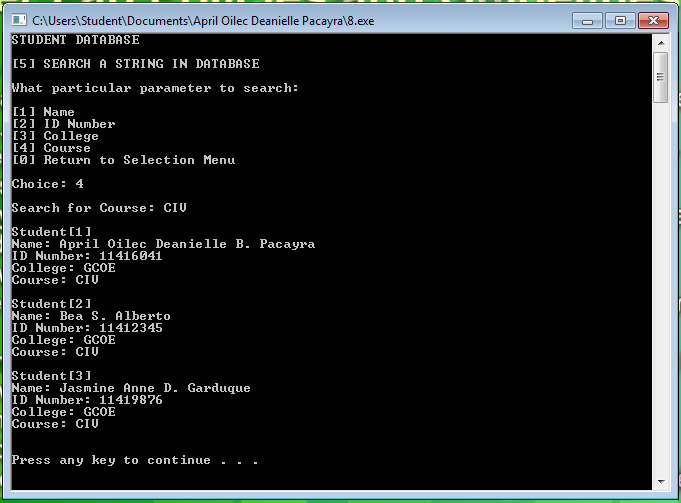 C:\Users\Student\Documents\April Oilec Deanielle Pacayra\8.exe
STUDENT DATABASE
[5] SEARCH A STRING IN DATABASE
What particular parameter to search:
[1] Name
[2] ID Number
[3] College
[4] Course
[0] Return to Selection Menu
Choice: 4
Search for Course: CIV
Student[1]
Name: April Oilec Deanielle B. Pacayra
ID Number: 11416041
College: GCOE
Course: CIV
Student[2]
Name: Bea S. Alberto
ID Number: 11412345
College: GCOE
Course: CIV
Student[3]
Name: Jasmine Anne D. Garduque
ID Number: 11419876
College: GCOE
Course: CIV
Press any key to continue . . .